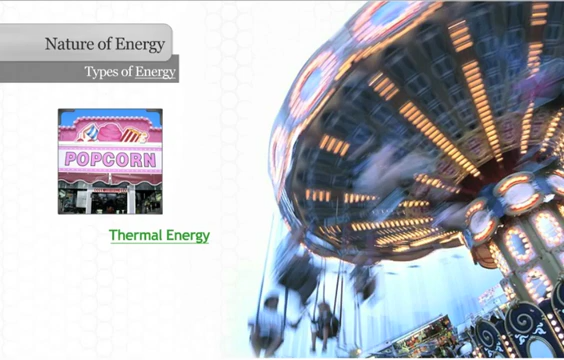 Nature of Energy
Types of Energy
POPCORN
Thermal Energy